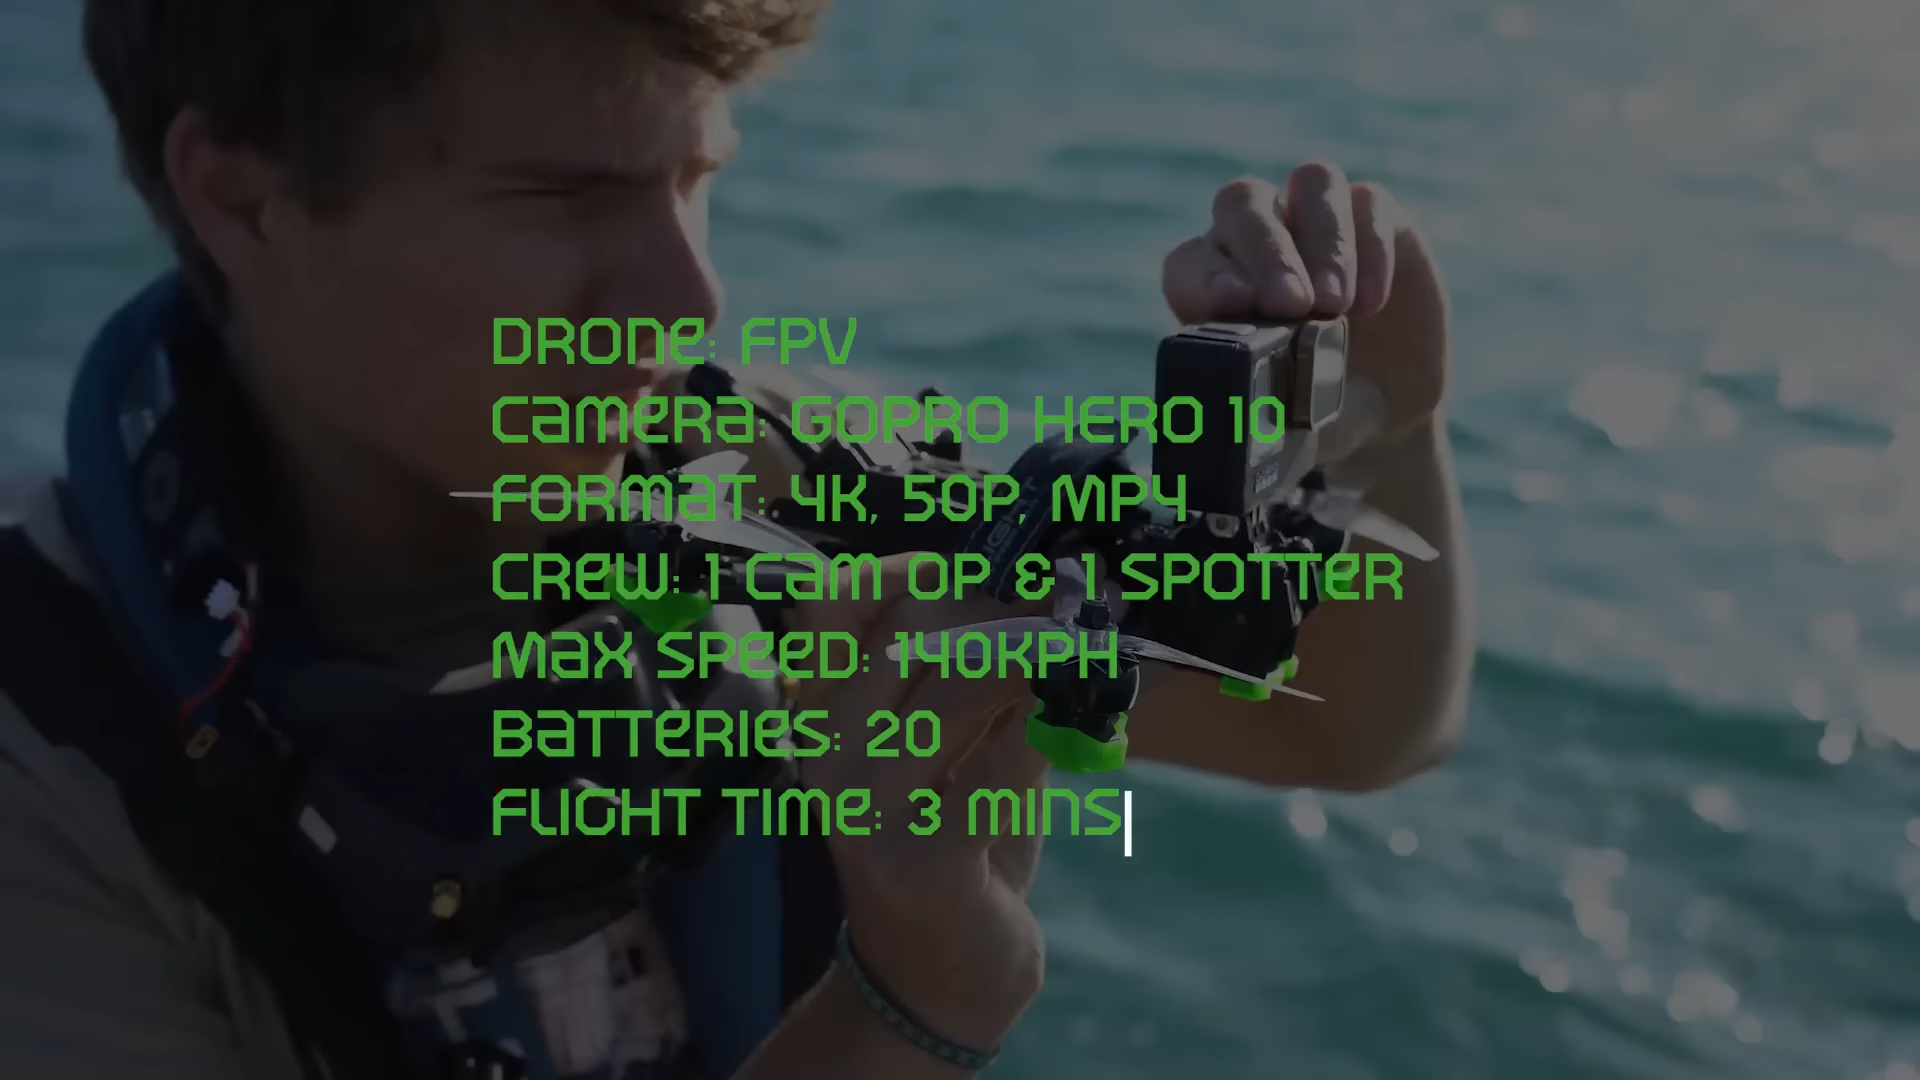 DRONE: FPV
CAMERA: GOPRO HERO 10
FORMAT: 4K, 50P, MP4
CREW: 1 CAM OP & 1 SPOTTER
MAX SPEED: 140KPH
BATTERIES: 20
FLIGHT TIME: 3 MINS